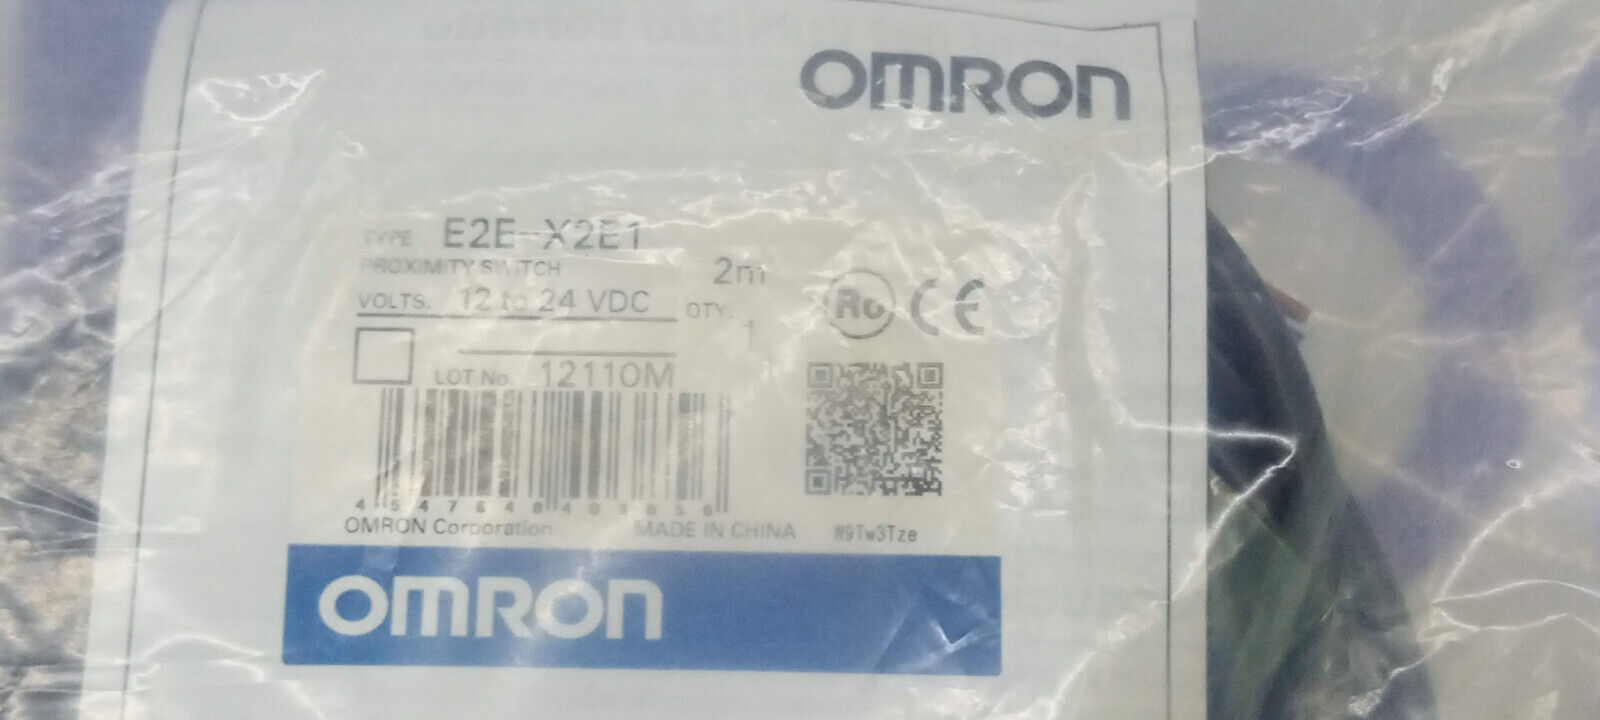 OMRON
TYPE E2E-X2E1
PROXIMITY SWITCH 2m
VOLTS. 12 to 24 VDC QTY. 1
LOT No. 12110M
OMRON Corporation MADE IN CHINA W9Tw3Tze
OMRON